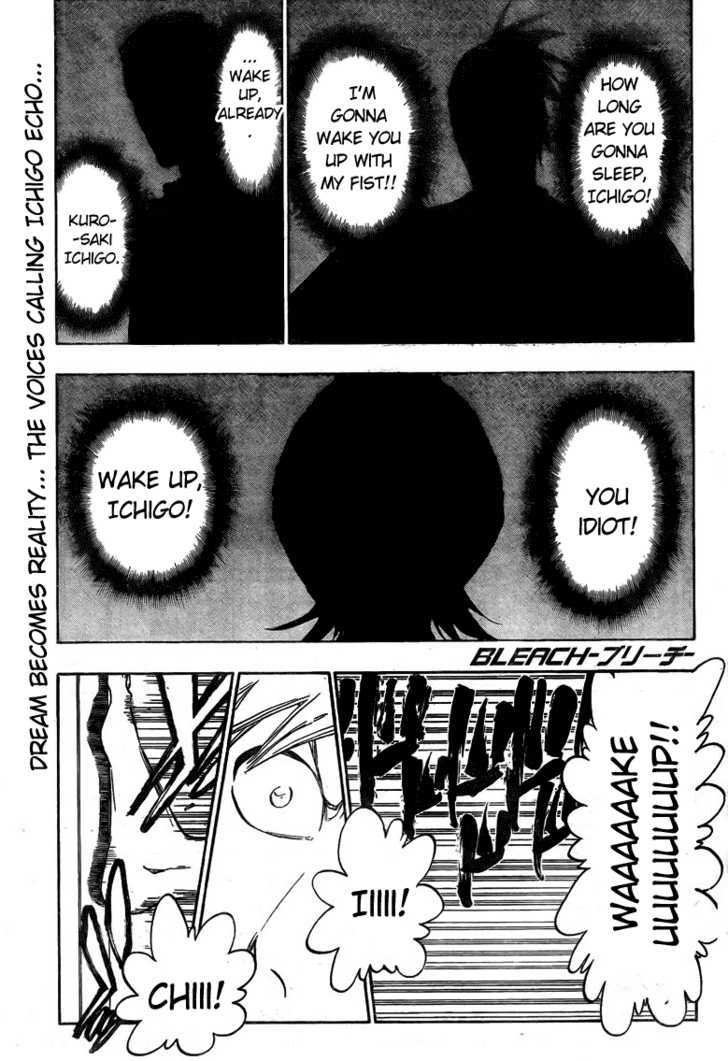 DREAM BECOMES REALITY... THE VOICES CALLING ICHIGO ECHO...
HOW
LONG
ARE YOU
GONNA
SLEEP,
ICHIGO!
I'M
GONNA
WAKE YOU
UP WITH
MY FIST!!
...
WAKE
UP,
ALREADY
.
KURO-
-SAKI
ICHIGO.
YOU
IDIOT!
WAKE UP,
ICHIGO!
BLEACH-ブリーチ-
WAAAAAAKE
UUUUUUUUUP!!
IIIII!
CHIII!